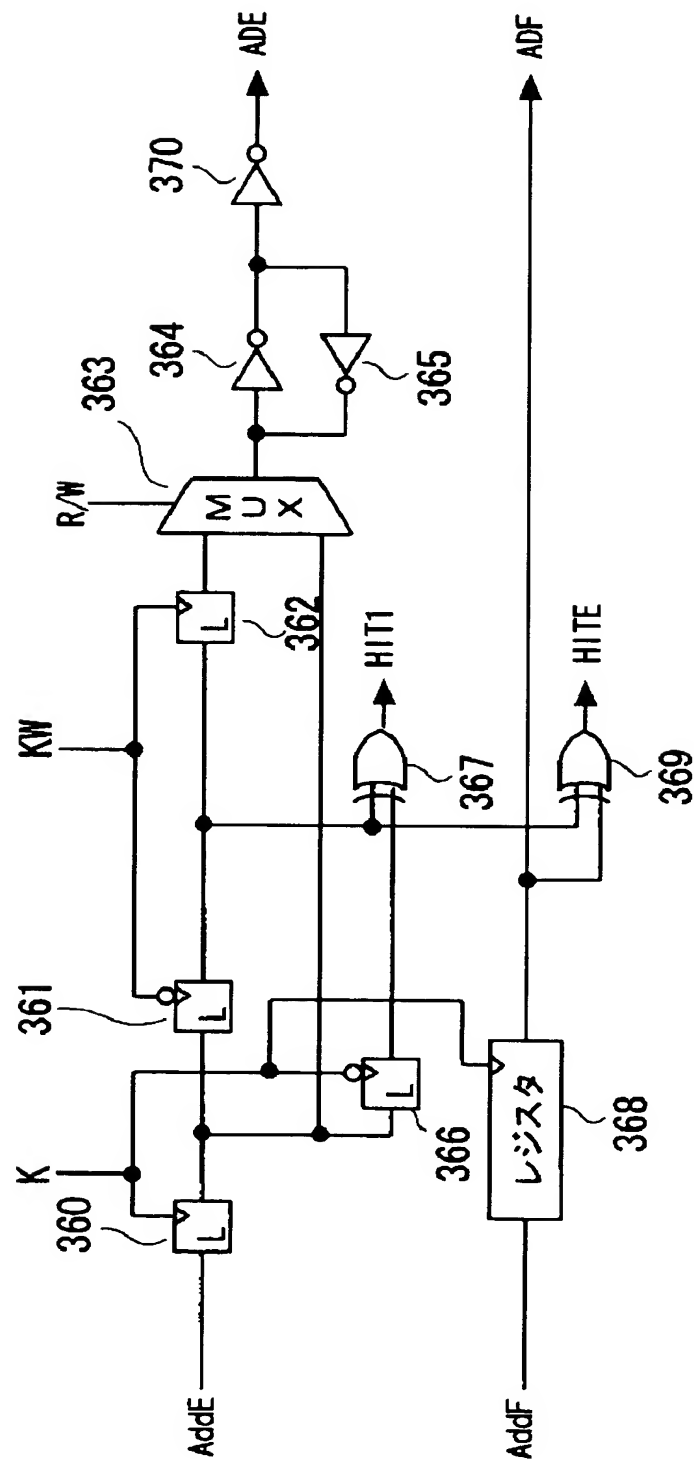 AddE
360
L
K
361
L
KW
L
362
R/W
363
MUX
364
365
370
ADE
366
L
367
HIT1
AddF
レジスタ
368
369
HITE
ADF